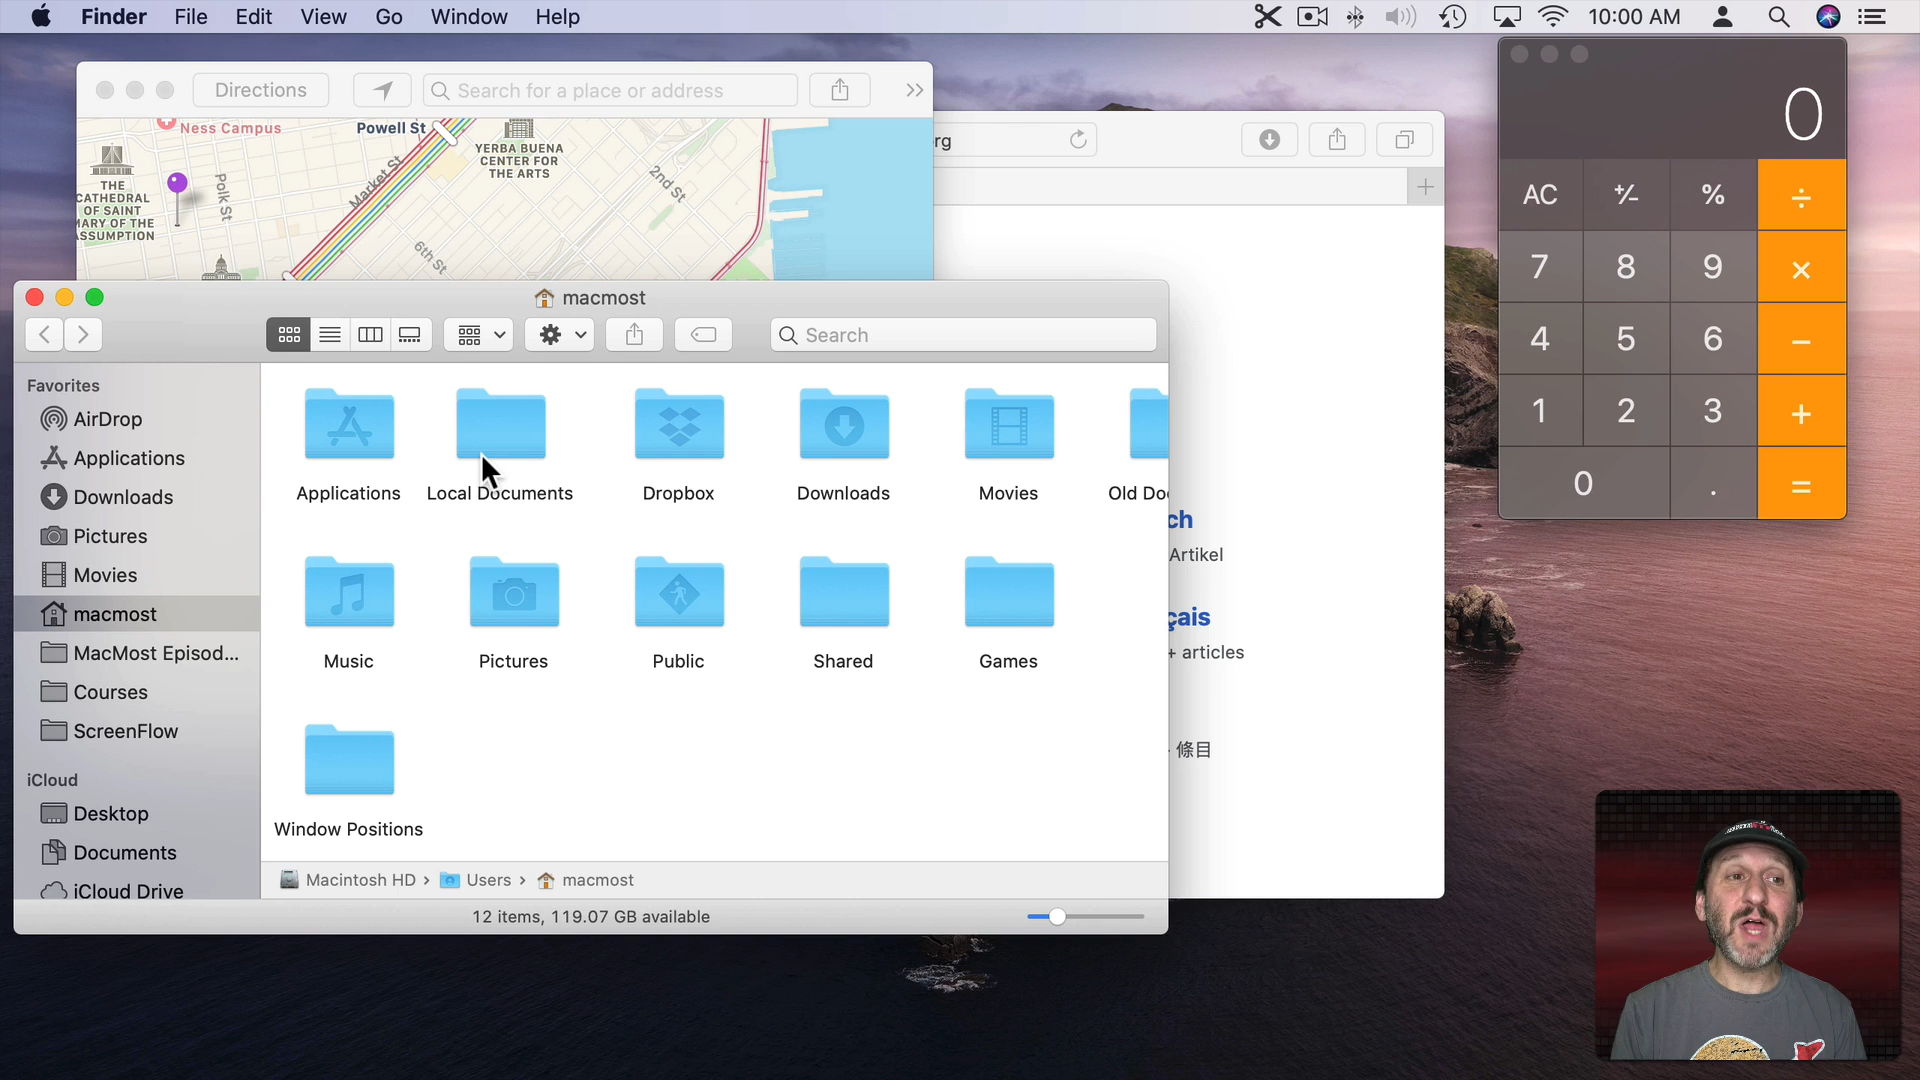 Finder File Edit View Go Window Help
10:00 AM
Directions
Search for a place or address
Ness Campus
Powell St
YERBA BUENA
CENTER FOR
THE ARTS
THE
CATHEDRAL
OF SAINT
MARY OF THE
ASSUMPTION
Polk St
Market St
2nd St
6th St
rg
ch
Artikel
çais
+ articles
條目
macmost
Search
Favorites
AirDrop
Applications
Downloads
Pictures
Movies
macmost
MacMost Episod...
Courses
ScreenFlow
iCloud
Desktop
Documents
iCloud Drive
Applications Local Documents Dropbox Downloads Movies Old Do
Music Pictures Public Shared Games
Window Positions
Macintosh HD › Users › macmost
12 items, 119.07 GB available
0
AC +⁄- % ÷
7 8 9 ×
4 5 6 −
1 2 3 +
0 . =